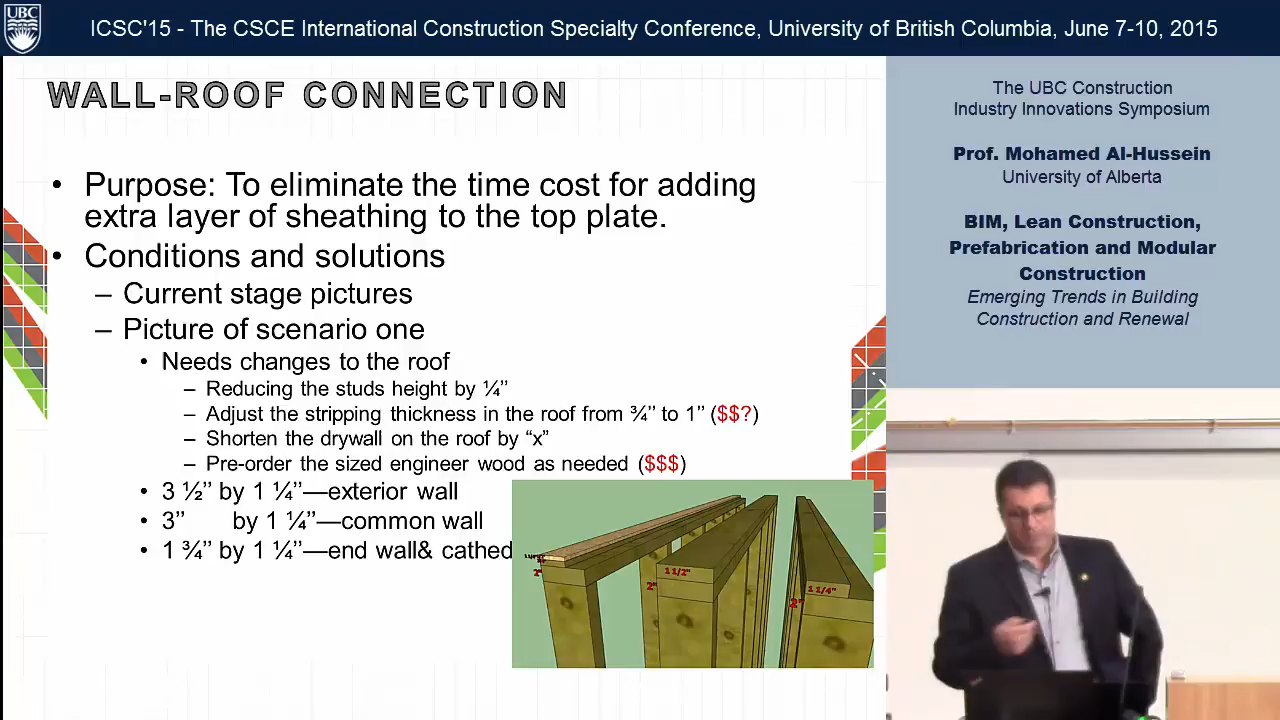 UBC
ICSC'15 - The CSCE International Construction Specialty Conference, University of British Columbia, June 7-10, 2015
WALL-ROOF CONNECTION
• Purpose: To eliminate the time cost for adding
extra layer of sheathing to the top plate.
• Conditions and solutions
– Current stage pictures
– Picture of scenario one
• Needs changes to the roof
– Reducing the studs height by ¼’’
– Adjust the stripping thickness in the roof from ¾’’ to 1’’ ($$?)
– Shorten the drywall on the roof by “x”
– Pre-order the sized engineer wood as needed ($$$)
• 3 ½’’ by 1 ¼’’—exterior wall
• 3’’ by 1 ¼’’—common wall
• 1 ¾’’ by 1 ¼’’—end wall& cathed
2"
1 1/2"
2"
1 1/4"
2"
The UBC Construction
Industry Innovations Symposium
Prof. Mohamed Al-Hussein
University of Alberta
BIM, Lean Construction,
Prefabrication and Modular
Construction
Emerging Trends in Building
Construction and Renewal